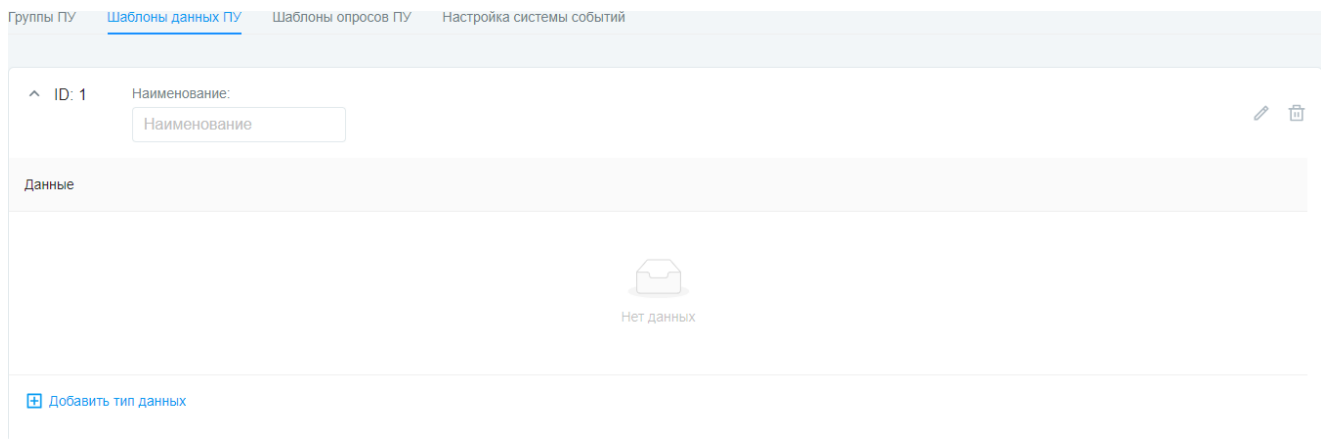 Группы ПУ Шаблоны данных ПУ Шаблоны опросов ПУ Настройка системы событий
ID: 1 Наименование:
Наименование
Данные
Нет данных
Добавить тип данных